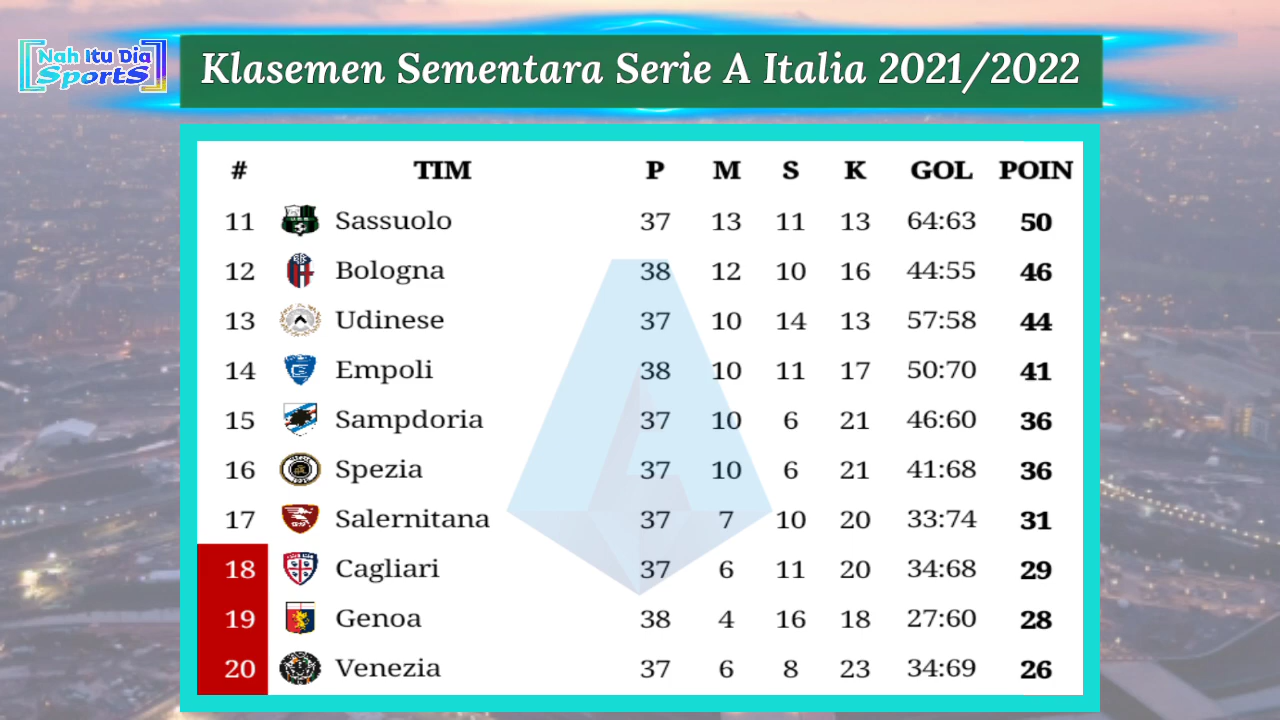 Nah Itu Dia
Sports
Klasemen Sementara Serie A Italia 2021/2022
# TIM P M S K GOL POIN
11 Sassuolo 37 13 11 13 64:63 50
12 Bologna 38 12 10 16 44:55 46
13 Udinese 37 10 14 13 57:58 44
14 Empoli 38 10 11 17 50:70 41
15 Sampdoria 37 10 6 21 46:60 36
16 Spezia 37 10 6 21 41:68 36
17 Salernitana 37 7 10 20 33:74 31
18 Cagliari 37 6 11 20 34:68 29
19 Genoa 38 4 16 18 27:60 28
20 Venezia 37 6 8 23 34:69 26